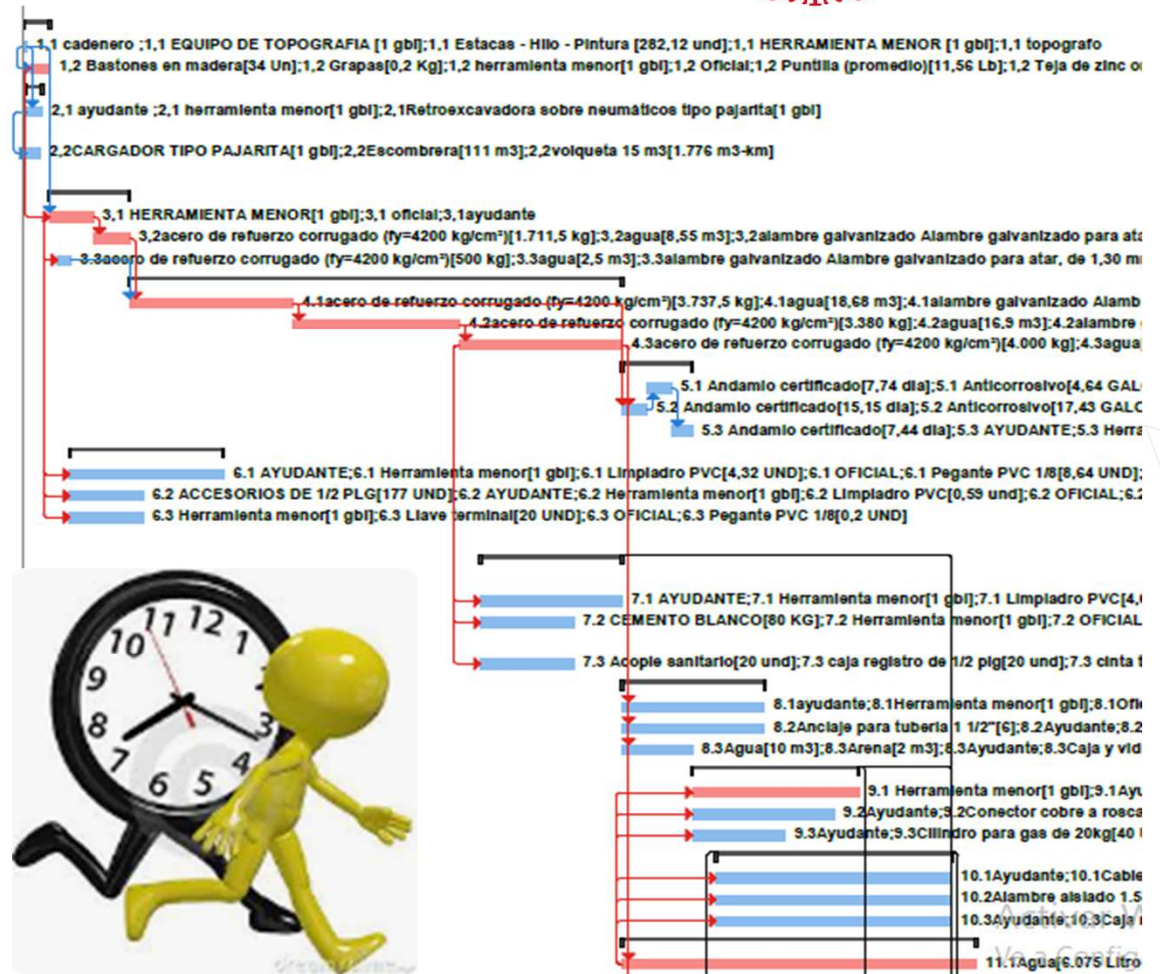 1,1 cadenero ;1,1 EQUIPO DE TOPOGRAFIA [1 gbl];1,1 Estacas - Hilo - Pintura [282,12 und];1,1 HERRAMIENTA MENOR [1 gbl];1,1 topografo
1,2 Bastones en madera[34 Un];1,2 Grapas[0,2 Kg];1,2 herramienta menor[1 gbl];1,2 Oficial;1,2 Puntilla (promedio)[11,56 Lb];1,2 Teja de zinc
2,1 ayudante ;2,1 herramienta menor[1 gbl];2,1Retroexcavadora sobre neumáticos tipo pajarita[1 gbl]
2,2CARGADOR TIPO PAJARITA[1 gbl];2,2Escombrera[111 m3];2,2volqueta 15 m3[1.776 m3-km]
3,1 HERRAMIENTA MENOR[1 gbl];3,1 oficial;3,1ayudante
3,2acero de refuerzo corrugado (fy=4200 kg/cm²)[1.711,5 kg];3,2agua[8,55 m3];3,2alambre galvanizado Alambre galvanizado para ata
3.3acero de refuerzo corrugado (fy=4200 kg/cm²)[500 kg];3.3agua[2,5 m3];3.3alambre galvanizado Alambre galvanizado para atar, de 1,30 m
4.1acero de refuerzo corrugado (fy=4200 kg/cm²)[3.737,5 kg];4.1agua[18,68 m3];4.1alambre galvanizado Alamb
4.2acero de refuerzo corrugado (fy=4200 kg/cm²)[3.380 kg];4.2agua[16,9 m3];4.2alambre
4.3acero de refuerzo corrugado (fy=4200 kg/cm²)[4.000 kg];4.3agua
5.1 Andamio certificado[7,74 dia];5.1 Anticorrosivo[4,64 GAL
5.2 Andamio certificado[15,15 dia];5.2 Anticorrosivo[17,43 GALC
5.3 Andamio certificado[7,44 dia];5.3 AYUDANTE;5.3 Herra
6.1 AYUDANTE;6.1 Herramienta menor[1 gbl];6.1 Limpiador PVC[4,32 UND];6.1 OFICIAL;6.1 Pegante PVC 1/8[8,64 UND];
6.2 ACCESORIOS DE 1/2 PLG[177 UND];6.2 AYUDANTE;6.2 Herramienta menor[1 gbl];6.2 Limpiador PVC[0,59 und];6.2 OFICIAL;6.2
6.3 Herramienta menor[1 gbl];6.3 Llave terminal[20 UND];6.3 OFICIAL;6.3 Pegante PVC 1/8[0,2 UND]
7.1 AYUDANTE;7.1 Herramienta menor[1 gbl];7.1 Limpiador PVC[4,
7.2 CEMENTO BLANCO[80 KG];7.2 Herramienta menor[1 gbl];7.2 OFICIAL
7.3 Acople sanitario[20 und];7.3 caja registro de 1/2 plg[20 und];7.3 cinta t
8.1ayudante;8.1Herramienta menor[1 gbl];8.1Ofi
8.2Anclaje para tuberia 1 1/2"[6];8.2Ayudante;8.2
8.3Agua[10 m3];8.3Arena[2 m3];8.3Ayudante;8.3Caja y vid
9.1 Herramienta menor[1 gbl];9.1Ayu
9.2Ayudante;9.2Conector cobre a rosca
9.3Ayudante;9.3Cilindro para gas de 20kg[40
10.1Ayudante;10.1Cable
10.2Alambre aislado 1.5
10.3Ayudante;10.3Caja
11.1Agua[6.075 Litro
Activar
Ve a Config
11 12 1
10
9
3
8
4
7 6 5